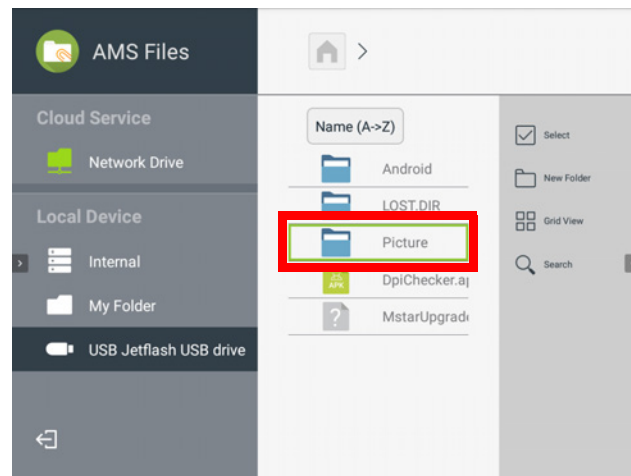 AMS Files
>
Cloud Service
Network Drive
Local Device
Internal
My Folder
USB Jetflash USB drive
Name (A->Z)
Android
LOST.DIR
Picture
APK
DpiChecker.ap
?
MstarUpgrade
Select
New Folder
Grid View
Search